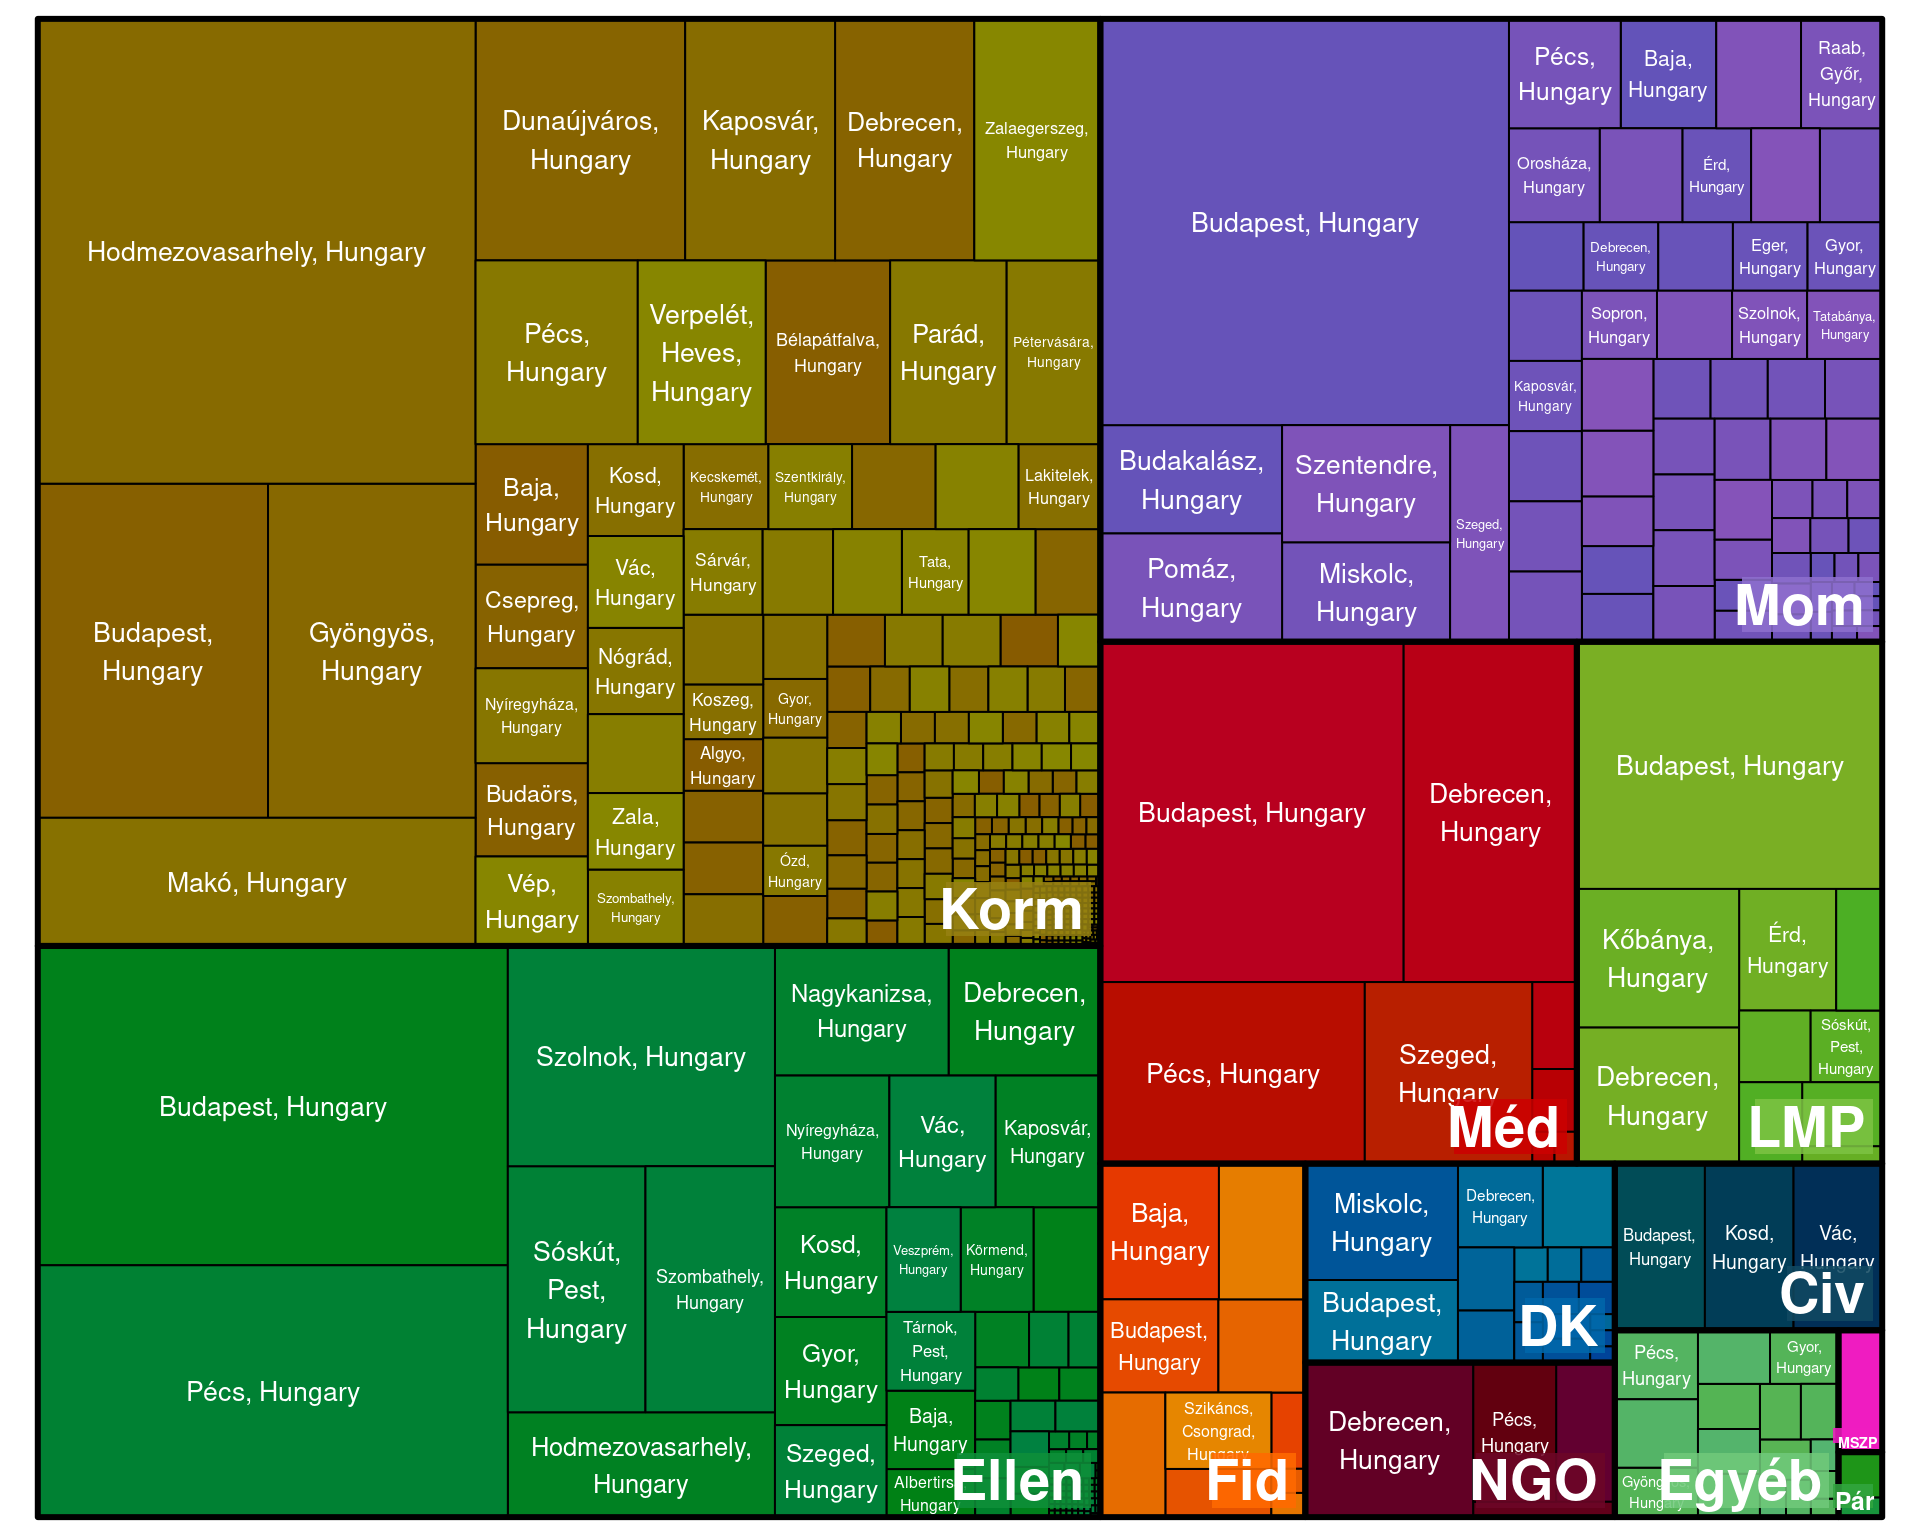 Hodmezovasarhely, Hungary
Budapest,
Hungary
Gyöngyös,
Hungary
Makó, Hungary
Dunaújváros,
Hungary
Kaposvár,
Hungary
Debrecen,
Hungary
Zalaegerszeg,
Hungary
Pécs,
Hungary
Verpelét,
Heves,
Hungary
Bélapátfalva,
Hungary
Parád,
Hungary
Pétervására,
Hungary
Baja,
Hungary
Csepreg,
Hungary
Nyíregyháza,
Hungary
Budaörs,
Hungary
Vép,
Hungary
Kosd,
Hungary
Vác,
Hungary
Nógrád,
Hungary
Zala,
Hungary
Szombathely,
Hungary
Kecskemét,
Hungary
Szentkirály,
Hungary
Lakitelek,
Hungary
Sárvár,
Hungary
Tata,
Hungary
Koszeg,
Hungary
Gyor,
Hungary
Algyo,
Hungary
Ózd,
Hungary
Korm
Budapest, Hungary
Pécs, Hungary
Szolnok, Hungary
Sóskút,
Pest,
Hungary
Szombathely,
Hungary
Hodmezovasarhely,
Hungary
Nagykanizsa,
Hungary
Debrecen,
Hungary
Nyíregyháza,
Hungary
Vác,
Hungary
Kaposvár,
Hungary
Kosd,
Hungary
Veszprém,
Hungary
Körmend,
Hungary
Gyor,
Hungary
Tárnok,
Pest,
Hungary
Baja,
Hungary
Szeged,
Hungary
Albertirs
Hungary
Ellen
Budapest, Hungary
Budakalász,
Hungary
Pomáz,
Hungary
Szentendre,
Hungary
Miskolc,
Hungary
Szeged,
Hungary
Pécs,
Hungary
Baja,
Hungary
Raab,
Győr,
Hungary
Orosháza,
Hungary
Érd,
Hungary
Debrecen,
Hungary
Eger,
Hungary
Gyor,
Hungary
Sopron,
Hungary
Szolnok,
Hungary
Tatabánya,
Hungary
Kaposvár,
Hungary
Mom
Budapest, Hungary
Debrecen,
Hungary
Pécs, Hungary
Szeged,
Hungary
Méd
Budapest, Hungary
Kőbánya,
Hungary
Érd,
Hungary
Debrecen,
Hungary
Sóskút,
Pest,
Hungary
LMP
Baja,
Hungary
Budapest,
Hungary
Szikáncs,
Csongrad,
Hungary
Fid
Miskolc,
Hungary
Budapest,
Hungary
Debrecen,
Hungary
DK
Debrecen,
Hungary
Pécs,
Hungary
NGO
Budapest,
Hungary
Kosd,
Hungary
Vác,
Hungary
Civ
Pécs,
Hungary
Gyor,
Hungary
Hungary
Egyéb
MSZP
Pár